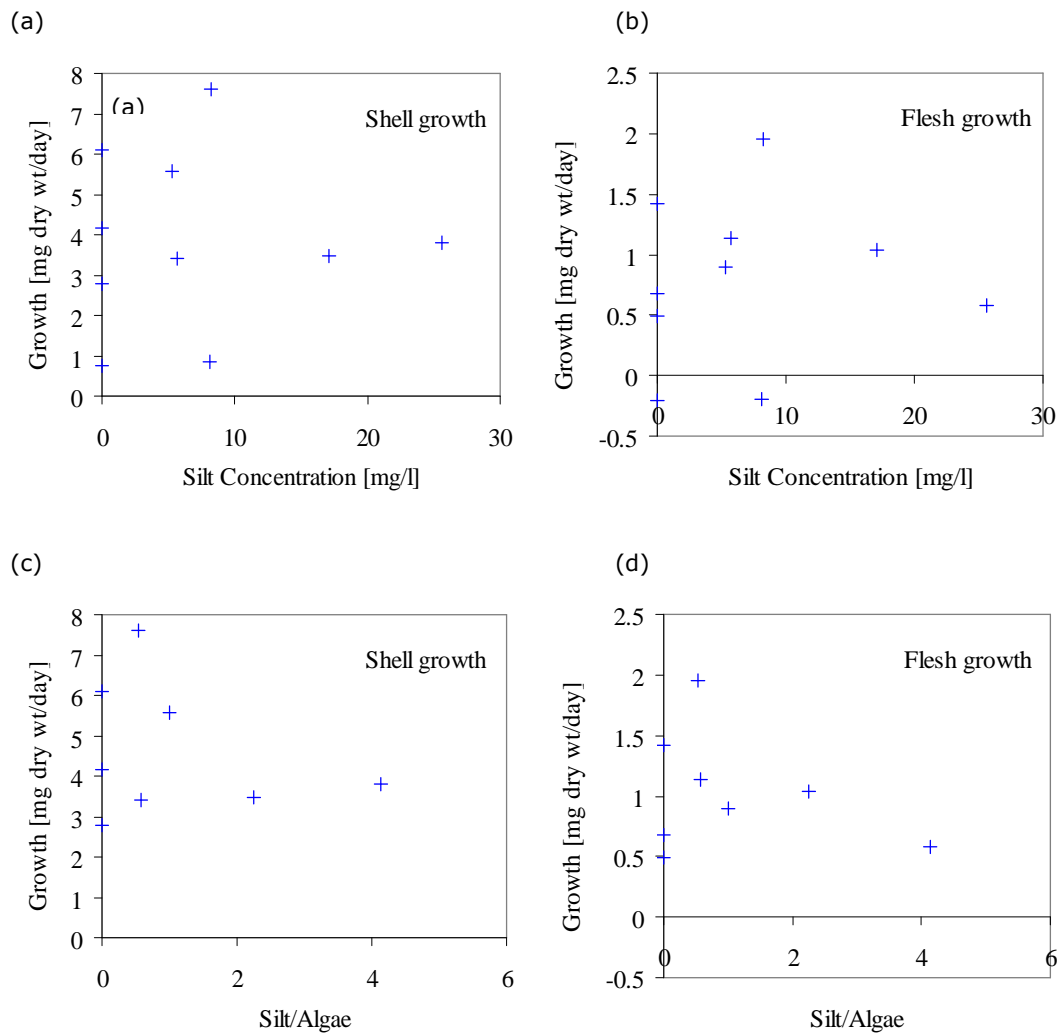 (a)
(b)
8
7
6
5
4
3
2
1
0
(a)
Shell growth
Growth [mg dry wt/day]
0
10
20
30
Silt Concentration [mg/l]
2.5
2
1.5
1
0.5
0
-0.5
Flesh growth
Growth [mg dry wt/day]
0
10
20
30
Silt Concentration [mg/l]
(c)
(d)
8
7
6
5
4
3
2
1
0
Shell growth
Growth [mg dry wt/day]
0
2
4
6
Silt/Algae
2.5
2
1.5
1
0.5
0
-0.5
Flesh growth
Growth [mg dry wt/day]
0
2
4
6
Silt/Algae